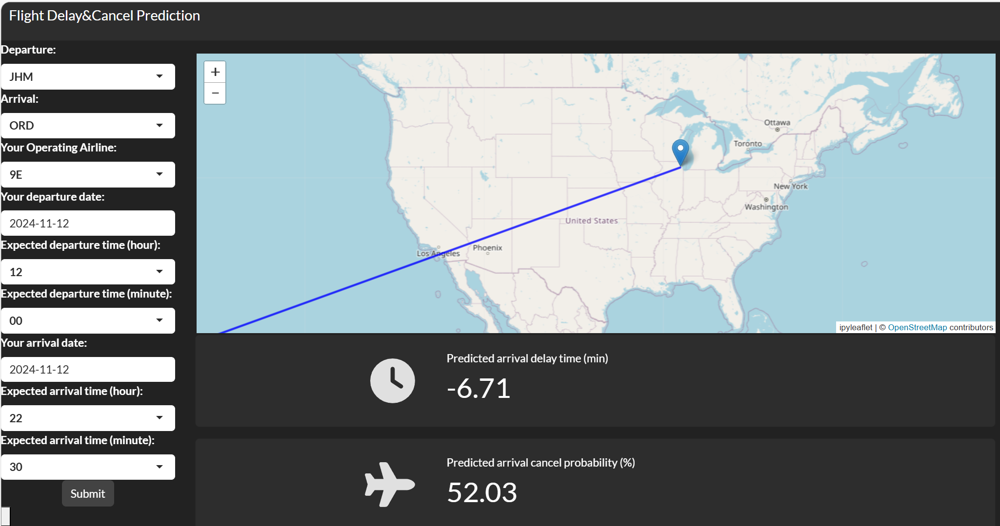 Flight Delay&Cancel Prediction
Departure:
JHM
Arrival:
ORD
Your Operating Airline:
9E
Your departure date:
2024-11-12
Expected departure time (hour):
12
Expected departure time (minute):
00
Your arrival date:
2024-11-12
Expected arrival time (hour):
22
Expected arrival time (minute):
30
Submit
+
−
Ottawa
Toronto
New York
Washington
United States
Phoenix
Los Angeles
ipyleaflet | © OpenStreetMap contributors
Predicted arrival delay time (min)
-6.71
Predicted arrival cancel probability (%)
52.03